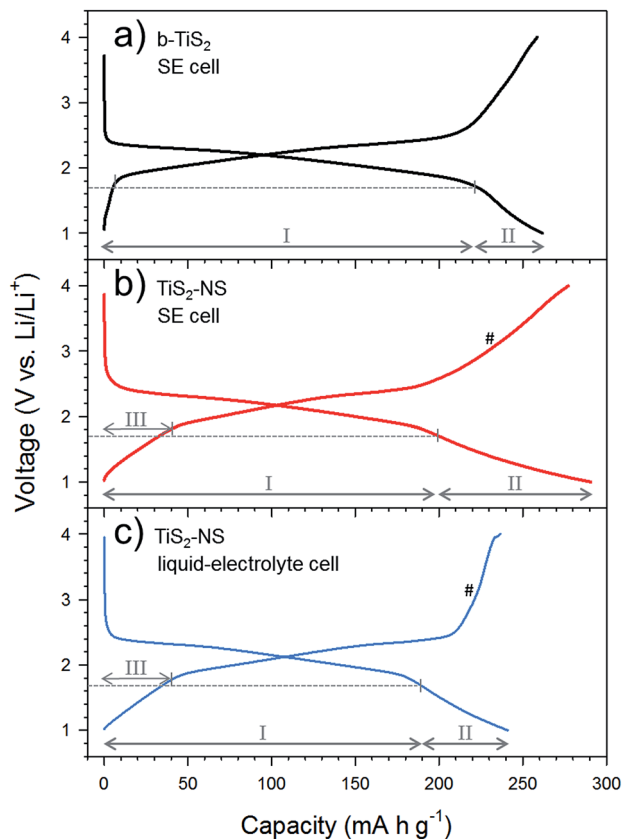 a) b-TiS₂
SE cell
4
3
2
1
I
II
b) TiS₂-NS
SE cell
#
4
3
III
2
1
I
II
c) TiS₂-NS
liquid-electrolyte cell
#
4
3
III
2
1
I
II
0 50 100 150 200 250 300
Capacity (mA h g⁻¹)
Voltage (V vs. Li/Li⁺)